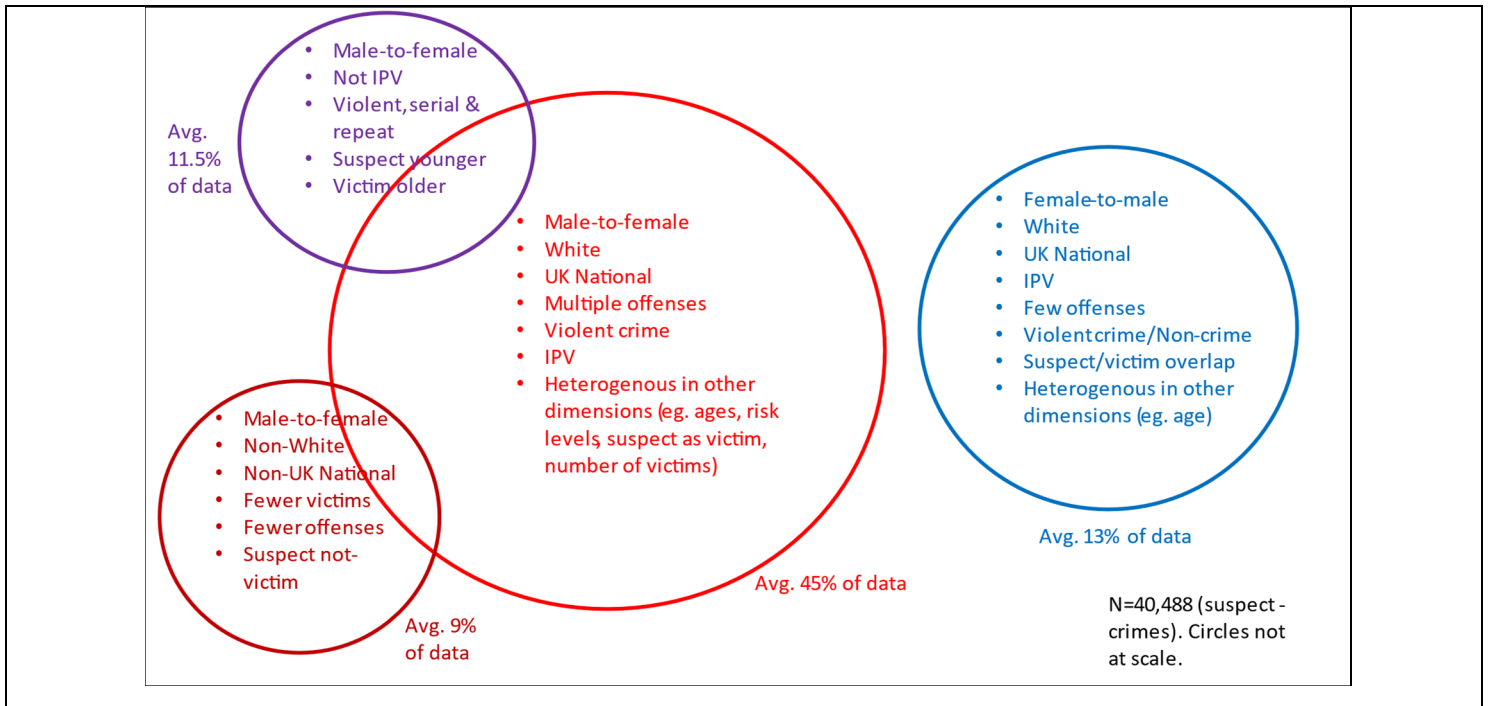 • Male-to-female
• Not IPV
• Violent, serial &
repeat
• Suspect younger
• Victim older
Avg.
11.5%
of data
• Male-to-female
• White
• UK National
• Multiple offenses
• Violent crime
• IPV
• Heterogenous in other
dimensions (eg. ages, risk
levels, suspect as victim,
number of victims)
Avg. 45% of data
• Female-to-male
• White
• UK National
• IPV
• Few offenses
• Violent crime/Non-crime
• Suspect/victim overlap
• Heterogenous in other
dimensions (eg. age)
Avg. 13% of data
• Male-to-female
• Non-White
• Non-UK National
• Fewer victims
• Fewer offenses
• Suspect not-
victim
Avg. 9%
of data
N=40,488 (suspect -
crimes). Circles not
at scale.